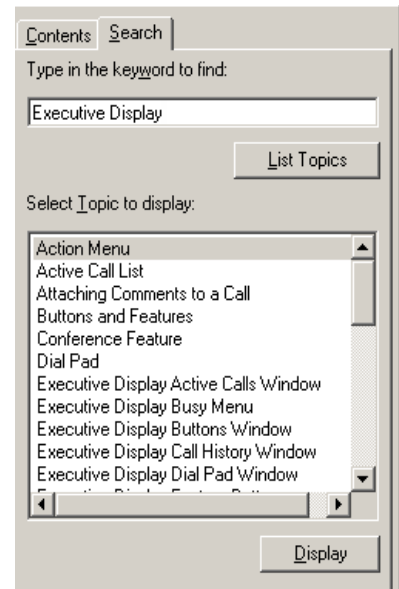 Contents Search
Type in the keyword to find:
Executive Display
List Topics
Select Topic to display:
Action Menu
Active Call List
Attaching Comments to a Call
Buttons and Features
Conference Feature
Dial Pad
Executive Display Active Calls Window
Executive Display Busy Menu
Executive Display Buttons Window
Executive Display Call History Window
Executive Display Dial Pad Window
Display